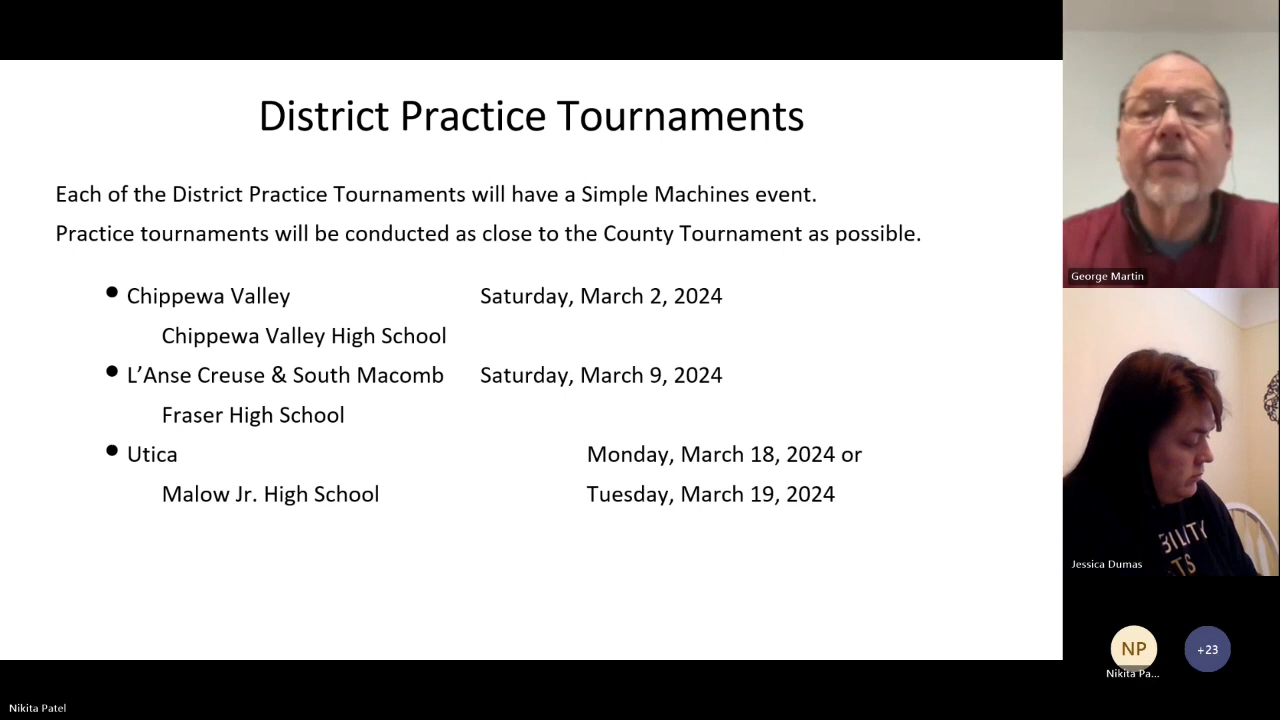 District Practice Tournaments
Each of the District Practice Tournaments will have a Simple Machines event.
Practice tournaments will be conducted as close to the County Tournament as possible.
• Chippewa Valley Saturday, March 2, 2024
Chippewa Valley High School
• L’Anse Creuse & South Macomb Saturday, March 9, 2024
Fraser High School
• Utica Monday, March 18, 2024 or
Malow Jr. High School Tuesday, March 19, 2024
George Martin
Jessica Dumas
NP
+23
Nikita Pa...
Nikita Patel